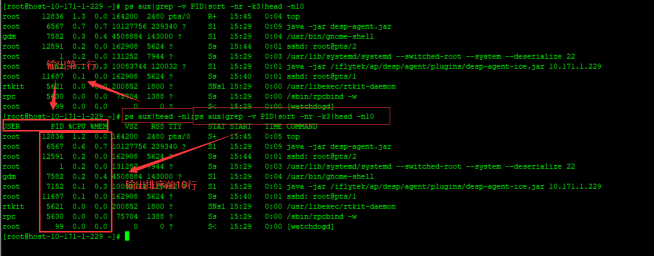 [root@host-10-171-1-229 ~]# ps aux|grep -v PID|sort -nr -k3|head -n10
root 12836 1.2 0.0 164200 2480 pts/0 R+ 15:45 0:04 top
root 6567 0.7 0.7 10127756 239340 ? Sl 15:29 0:09 java -jar desp-agent.jar
gdm 7582 0.3 0.4 4508884 143000 ? Sl 15:29 0:04 /usr/bin/gnome-shell
root 12591 0.2 0.0 162908 5624 ? Ss 15:44 0:04 sshd: root@pts/2
root 1 0.2 0.0 131252 7944 ? Ss 15:29 0:03 /usr/lib/systemd/systemd --switched-root --system --deserialize 22
root 0.3 10083744 120032 ? Sl 15:29 0:01 java -jar /iflytek/ap/desp/agent/plugins/desp-agent-ice.jar 10.171.1.229
输出第一行
root 11687 0.1 0.0 162908 5624 ? Ss 15:40 0:01 sshd: root@pts/1
rtkit 5621 0.0 200852 1800 ? SNsl 15:29 0:00 /usr/libexec/rtkit-daemon
rpc 5630 0.0 0.0 75704 1388 ? Ss 15:29 0:00 /sbin/rpcbind -w
root 99 0.0 0.0 0 0 ? S< 15:29 0:00 [watchdogd]
[root@host-10-171-1-229 ~]# ps aux|head -n1;ps aux|grep -v PID|sort -nr -k3|head -n10
USER PID %CPU %MEM VSZ RSS TTY STAT START TIME COMMAND
root 12836 1.2 0.0 164200 2480 pts/0 S+ 15:45 0:05 top
root 6567 0.6 0.7 10127756 239340 ? Sl 15:29 0:09 java -jar desp-agent.jar
root 12591 0.2 0.0 162908 5624 ? Ss 15:44 0:04 sshd: root@pts/2
root 1 0.2 0.0 131252 7944 ? Ss 15:29 0:03 /usr/lib/systemd/systemd --switched-root --system --deserialize 22
gdm 7582 0.2 0.4 4508884 143000 ? Sl 15:29 0:04 /usr/bin/gnome-shell
root 7152 0.1 0.3 ? Sl 15:29 0:01 java -jar /iflytek/ap/desp/agent/plugins/desp-agent-ice.jar 10.171.1.229
输出排序前10行
root 11687 0.1 0.0 162908 5624 ? Ss 15:40 0:01 sshd: root@pts/1
rtkit 5621 0.0 0.0 200852 1800 ? SNsl 15:29 0:00 /usr/libexec/rtkit-daemon
rpc 5630 0.0 0.0 75704 1388 ? Ss 15:29 0:00 /sbin/rpcbind -w
root 99 0.0 0.0 0 0 ? S< 15:29 0:00 [watchdogd]
[root@host-10-171-1-229 ~]#